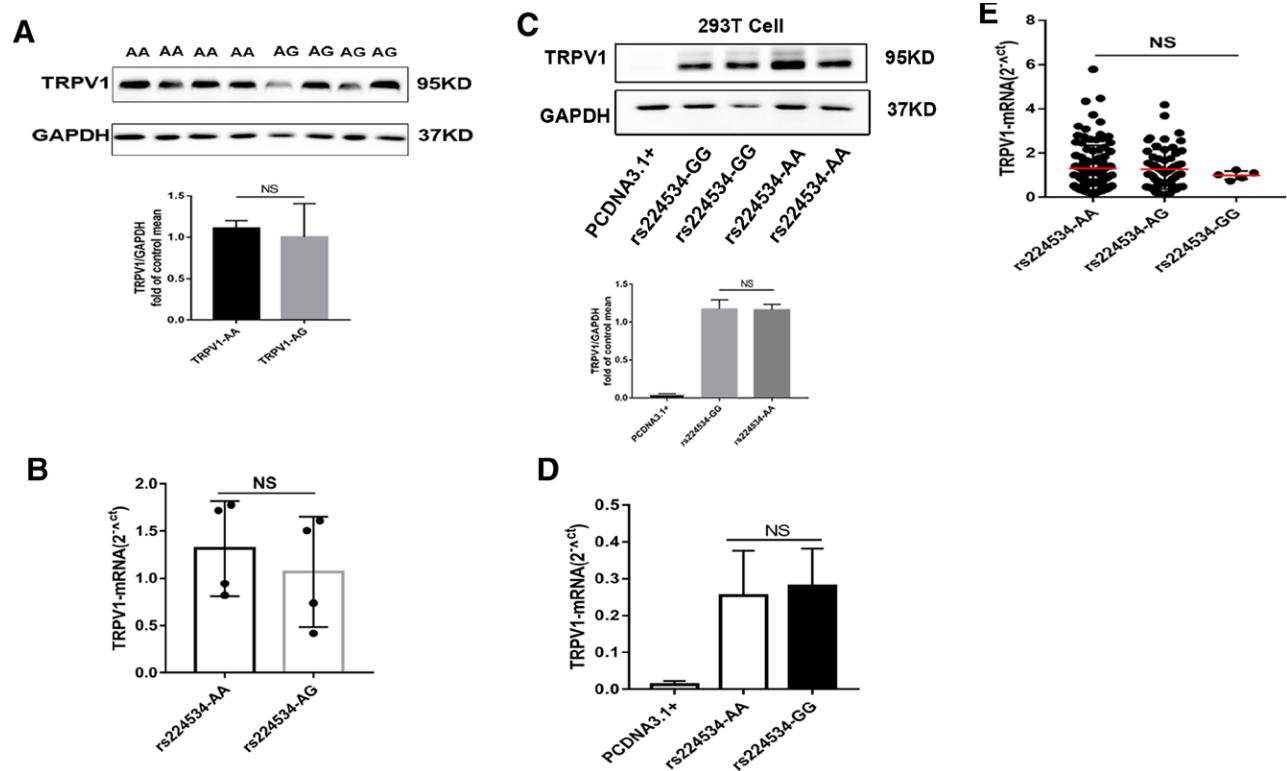 A
AA AA AA AA AG AG AG AG
TRPV1
95KD
GAPDH
37KD
NS
TRPV1/GAPDH
fold of control mean
1.5
1.0
0.5
0.0
TRPV1-AA
TRPV1-AG
B
NS
TRPV1-mRNA(2^-^ct)
2.0
1.5
1.0
0.5
0.0
rs224534-AA
rs224534-AG
C
293T Cell
TRPV1
95KD
GAPDH
37KD
PCDNA3.1+
rs224534-GG
rs224534-GG
rs224534-AA
rs224534-AA
NS
TRPV1/GAPDH
fold of control mean
1.5
1.0
0.5
0.0
PCDNA3.1+
rs224534-GG
rs224534-AA
D
NS
TRPV1-mRNA(2^-^ct)
0.5
0.4
0.3
0.2
0.1
0.0
PCDNA3.1+
rs224534-AA
rs224534-GG
E
NS
TRPV1-mRNA(2^-^ct)
8
6
4
2
0
rs224534-AA
rs224534-AG
rs224534-GG